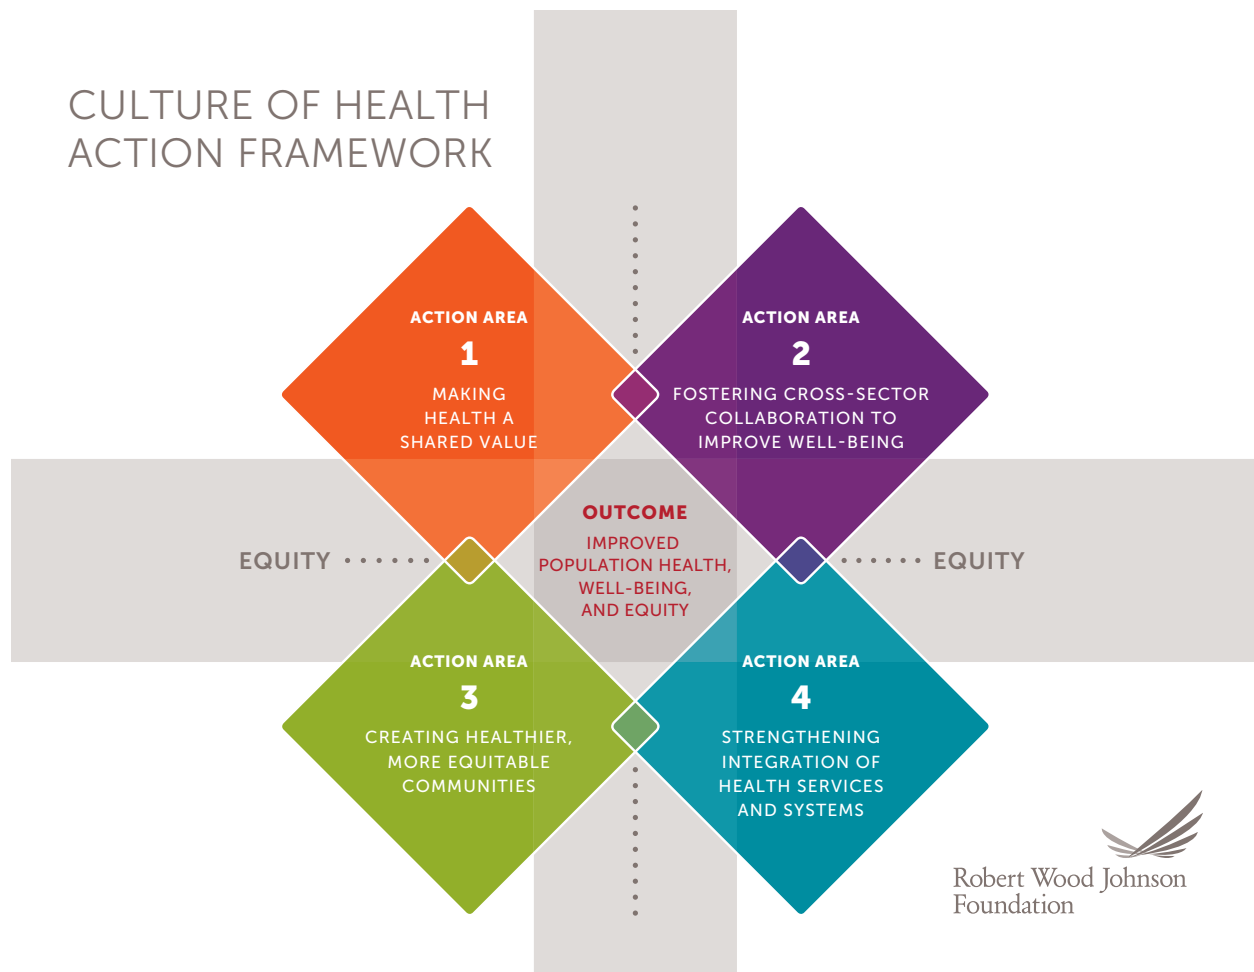 CULTURE OF HEALTH
ACTION FRAMEWORK
ACTION AREA
1
MAKING
HEALTH A
SHARED VALUE
ACTION AREA
2
FOSTERING CROSS-SECTOR
COLLABORATION TO
IMPROVE WELL-BEING
EQUITY
OUTCOME
IMPROVED
POPULATION HEALTH,
WELL-BEING,
AND EQUITY
EQUITY
ACTION AREA
3
CREATING HEALTHIER,
MORE EQUITABLE
COMMUNITIES
ACTION AREA
4
STRENGTHENING
INTEGRATION OF
HEALTH SERVICES
AND SYSTEMS
Robert Wood Johnson
Foundation